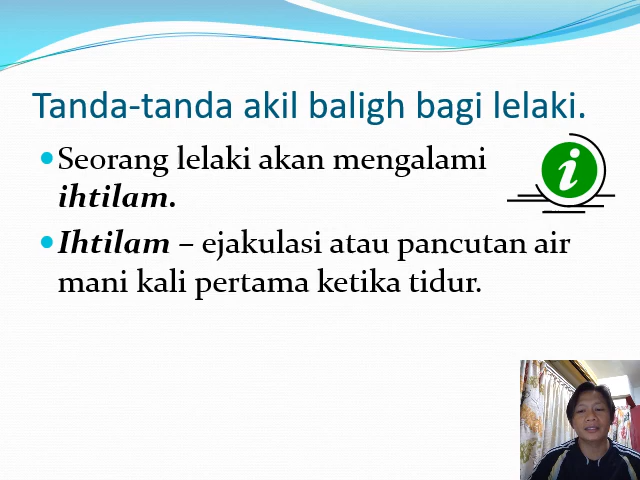 Tanda-tanda akil baligh bagi lelaki.
Seorang lelaki akan mengalami
ihtilam.
Ihtilam – ejakulasi atau pancutan air
mani kali pertama ketika tidur.
i